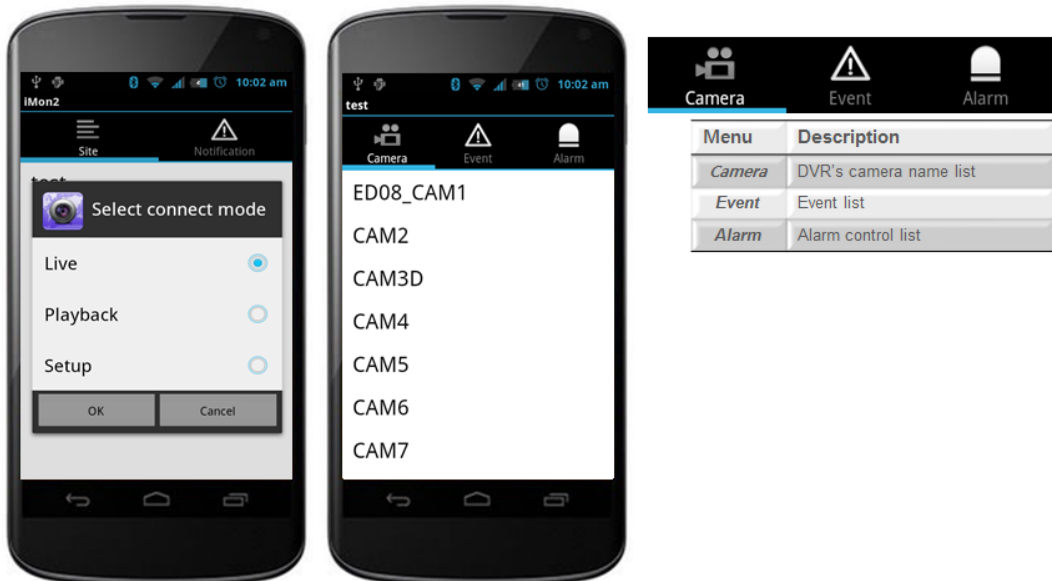 10:02 am
iMon2
Site
Notification
Select connect mode
Live
Playback
Setup
OK
Cancel
10:02 am
test
Camera
Event
Alarm
ED08_CAM1
CAM2
CAM3D
CAM4
CAM5
CAM6
CAM7
Camera
Event
Alarm
Menu Description
Camera DVR's camera name list
Event Event list
Alarm Alarm control list